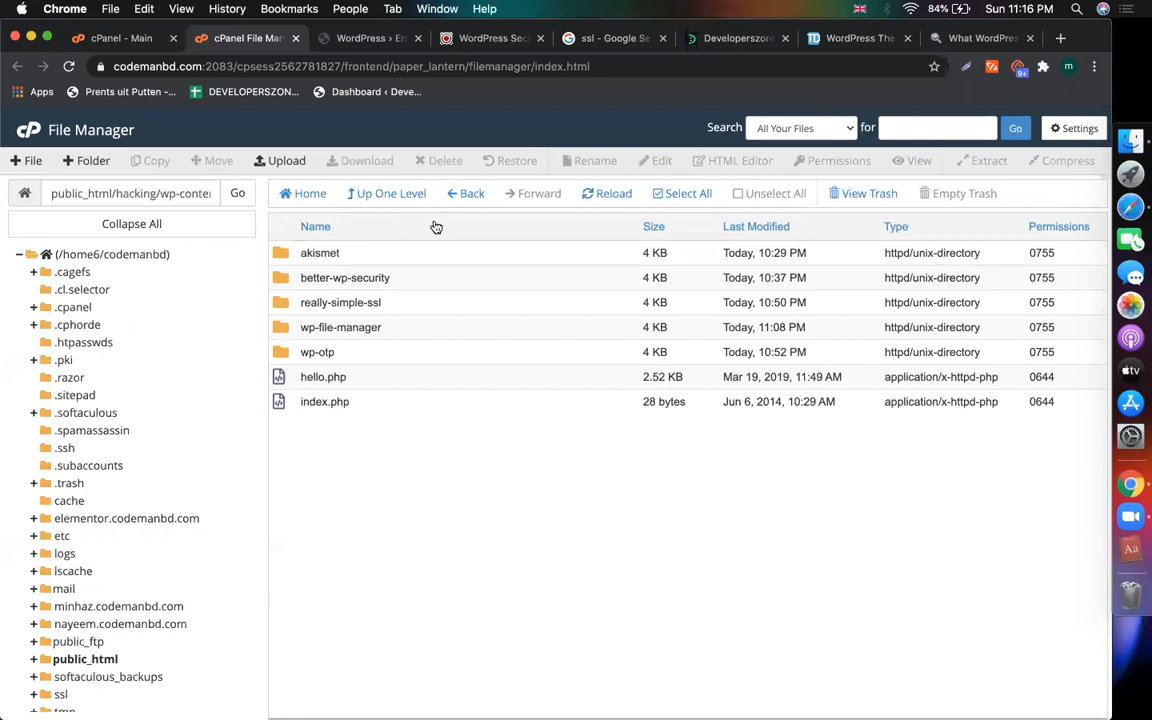 Chrome File Edit View History Bookmarks People Tab Window Help 84% Sun 11:16 PM
cPanel - Main cPanel File Mar WordPress › Er WordPress Sec ssl - Google Se Developerszon WordPress The What WordPres
codemanbd.com:2083/cpsess2562781827/frontend/paper_lantern/filemanager/index.html 9+ m
Apps Prents uit Putten -... DEVELOPERSZON... Dashboard ‹ Deve...
cP File Manager Search All Your Files for Go Settings
+ File + Folder Copy Move Upload Download Delete Restore Rename Edit HTML Editor Permissions View Extract Compress
public_html/hacking/wp-conter Go Home Up One Level Back Forward Reload Select All Unselect All View Trash Empty Trash
Collapse All
Name Size Last Modified Type Permissions
akismet 4 KB Today, 10:29 PM httpd/unix-directory 0755
better-wp-security 4 KB Today, 10:37 PM httpd/unix-directory 0755
really-simple-ssl 4 KB Today, 10:50 PM httpd/unix-directory 0755
wp-file-manager 4 KB Today, 11:08 PM httpd/unix-directory 0755
wp-otp 4 KB Today, 10:52 PM httpd/unix-directory 0755
hello.php 2.52 KB Mar 19, 2019, 11:49 AM application/x-httpd-php 0644
index.php 28 bytes Jun 6, 2014, 10:29 AM application/x-httpd-php 0644
(/home6/codemanbd)
.cagefs
.cl.selector
.cpanel
.cphorde
.htpasswds
.pki
.razor
.sitepad
.softaculous
.spamassassin
.ssh
.subaccounts
.trash
cache
elementor.codemanbd.com
etc
logs
lscache
mail
minhaz.codemanbd.com
nayeem.codemanbd.com
public_ftp
public_html
softaculous_backups
ssl
tmp
tv
Aa